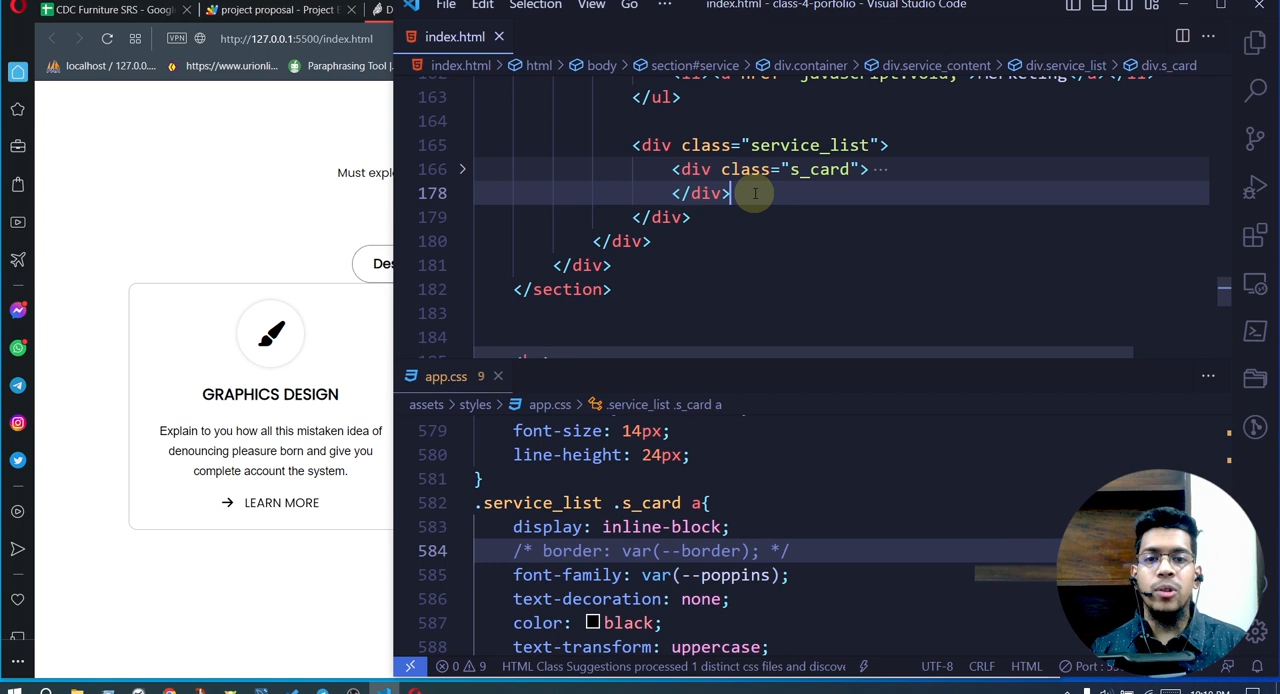 CDC Furniture SRS - Google
project proposal - Project
D
VPN
http://127.0.0.1:5500/index.html
localhost / 127.0.0....
https://www.urionli...
Paraphrasing Tool |
Must expl
Des
GRAPHICS DESIGN
Explain to you how all this mistaken idea of
denouncing pleasure born and give you
complete account the system.
LEARN MORE
File Edit Selection View Go ··· index.html - class-4-porfolio - Visual Studio Code
index.html
index.html > html > body > section#service > div.container > div.service_content > div.service_list > div.s_card
163 </ul>
164
165 <div class="service_list">
166 <div class="s_card">···
178 </div>
179 </div>
180 </div>
181 </div>
182 </section>
183
184
app.css 9
assets > styles > app.css > .service_list .s_card a
579 font-size: 14px;
580 line-height: 24px;
581 }
582 .service_list .s_card a{
583 display: inline-block;
584 /* border: var(--border); */
585 font-family: var(--poppins);
586 text-decoration: none;
587 color: black;
588 text-transform: uppercase;
0 9 HTML Class Suggestions processed 1 distinct css files and discove UTF-8 CRLF HTML Port : 55